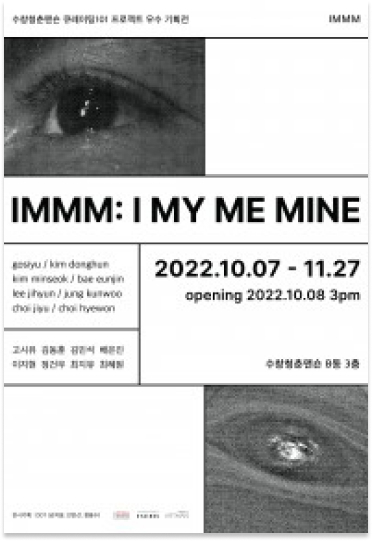 수창청춘맨숀 큐레이팅101 프로젝트 우수 기획전
IMMM
IMMM: I MY ME MINE
gosiyu / kim donghun
kim minseok / bae eunjin
lee jihyun / jung kunwoo
choi jiyu / choi hyewon
2022.10.07 - 11.27
opening 2022.10.08 3pm
고시유 김동훈 김민석 배은진
이지현 정건우 최지유 최혜원
수창청춘맨숀 B동 3층